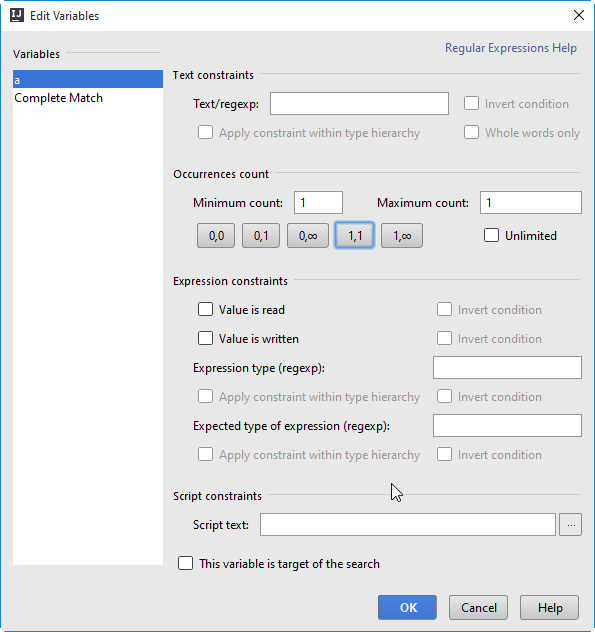 Edit Variables
Variables
Regular Expressions Help
a
Complete Match
Text constraints
Text/regexp:
Invert condition
Apply constraint within type hierarchy
Whole words only
Occurrences count
Minimum count: 1
Maximum count: 1
0,0 0,1 0,∞ 1,1 1,∞
Unlimited
Expression constraints
Value is read
Invert condition
Value is written
Invert condition
Expression type (regexp):
Apply constraint within type hierarchy
Invert condition
Expected type of expression (regexp):
Apply constraint within type hierarchy
Invert condition
Script constraints
Script text:
...
This variable is target of the search
OK Cancel Help